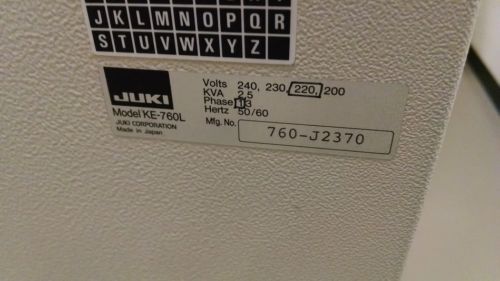 J K L M N O P Q R
S T U V W X Y Z
JUKI
Model KE-760L
JUKI CORPORATION
Made in Japan
Volts 240, 230, 220, 200
KVA 2.5
Phase 1 3
Hertz 50/60
Mfg. No. 760-J2370